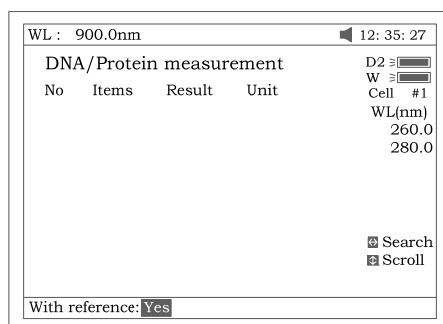 WL : 900.0nm 12: 35: 27
DNA/Protein measurement
D2
W
No Items Result Unit
Cell #1
WL(nm)
260.0
280.0
Search
Scroll
With reference: Yes